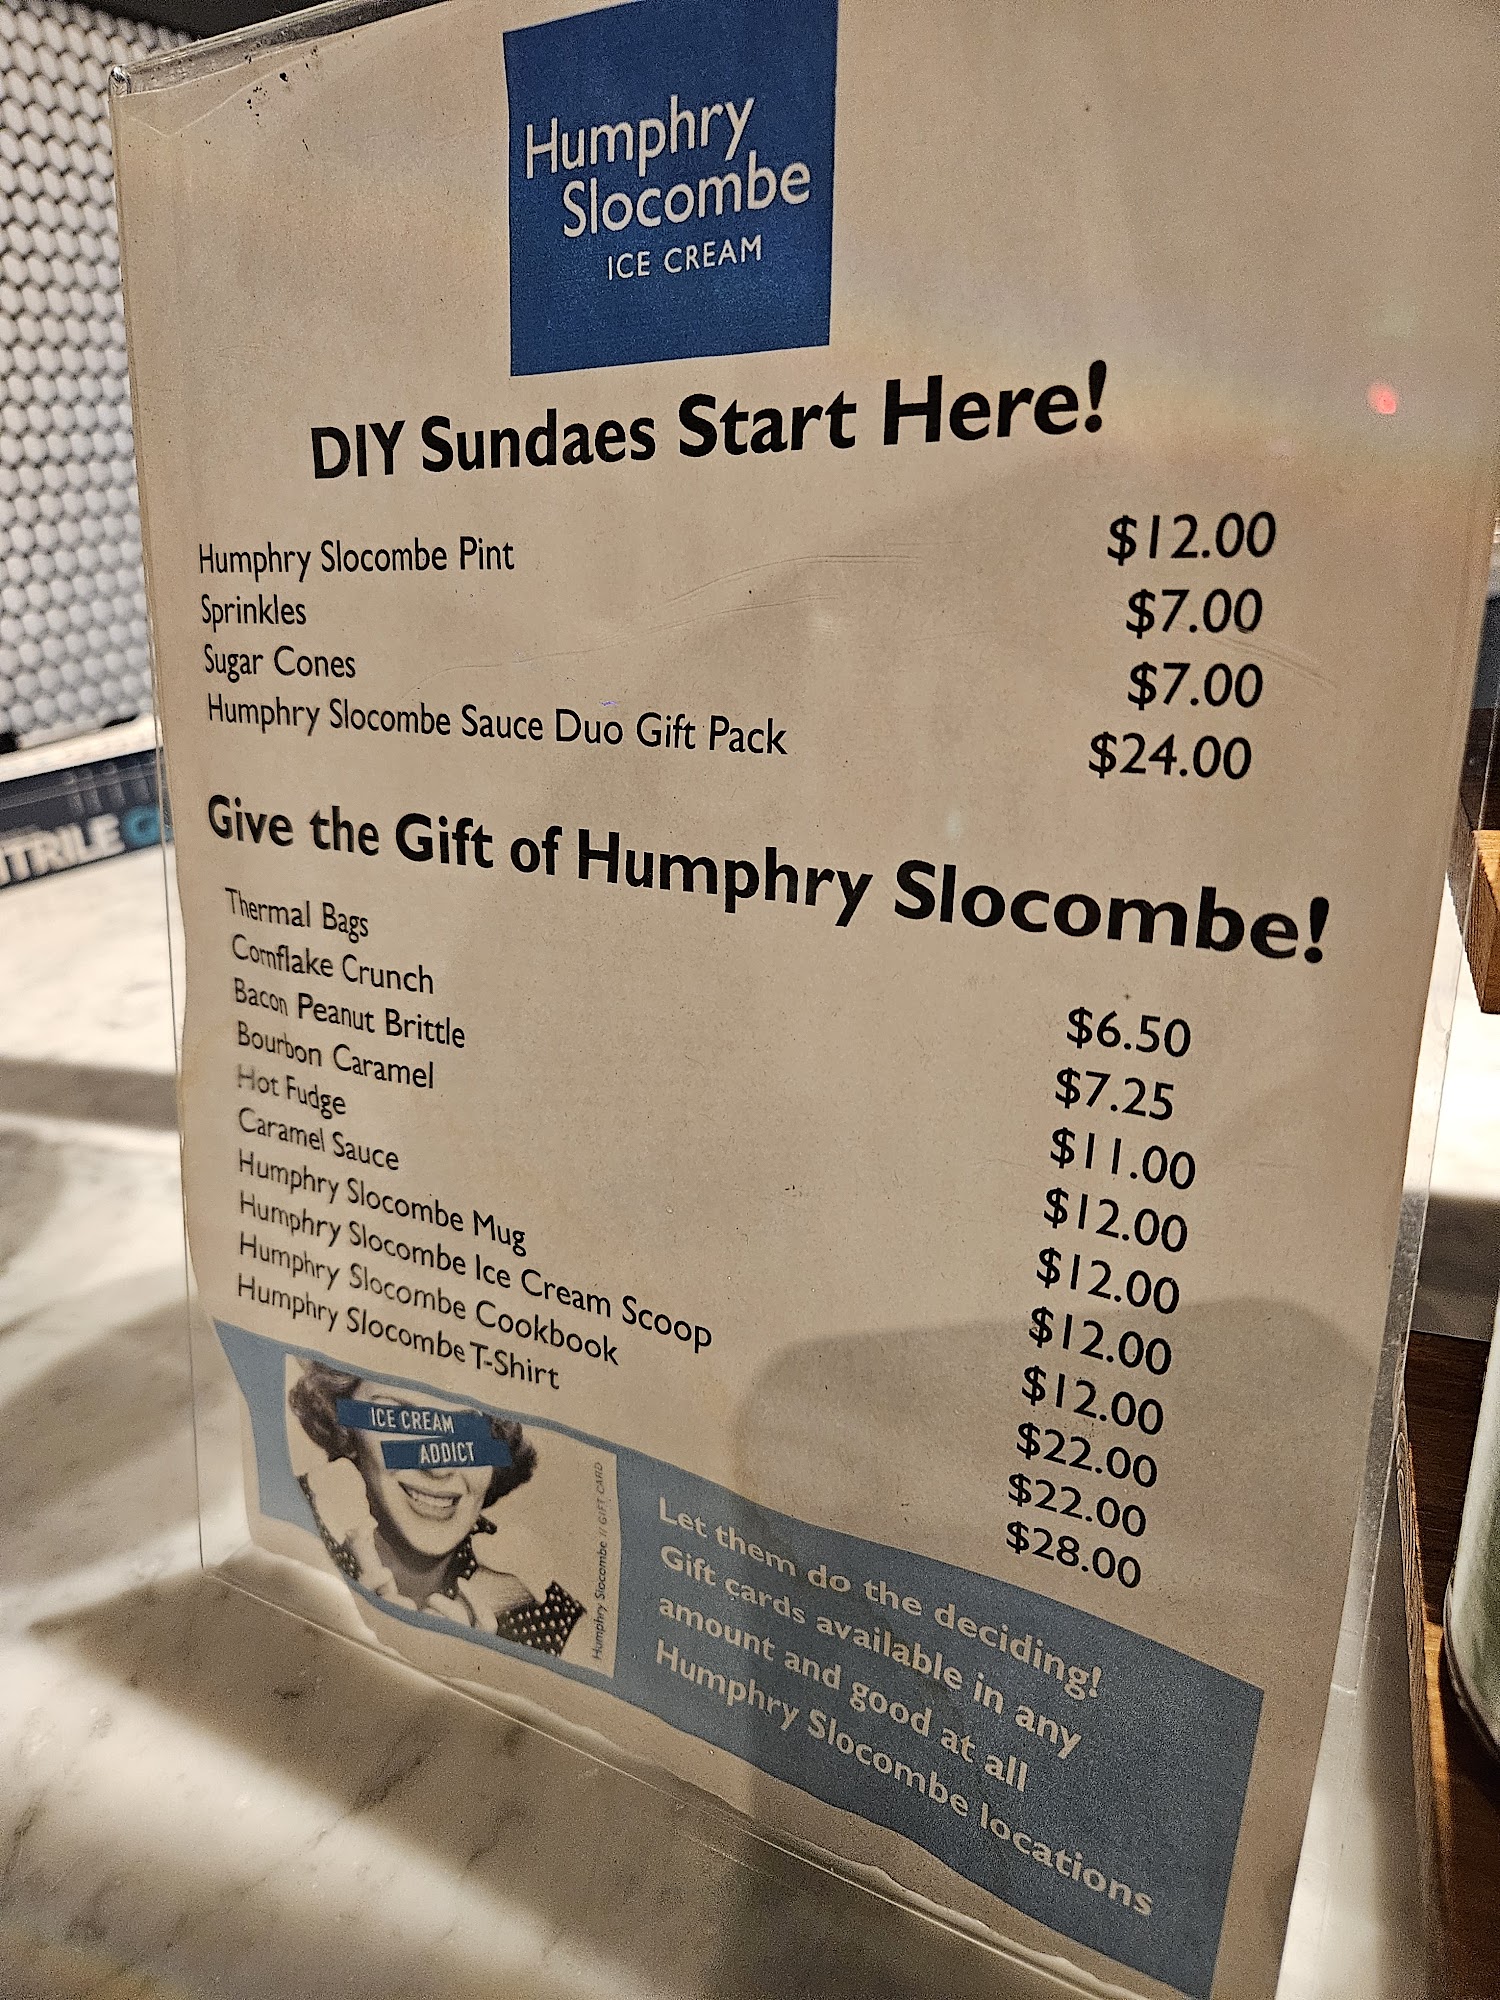 Humphry
Slocombe
ICE CREAM
DIY Sundaes Start Here!
Humphry Slocombe Pint $12.00
Sprinkles $7.00
Sugar Cones $7.00
Humphry Slocombe Sauce Duo Gift Pack $24.00
Give the Gift of Humphry Slocombe!
Thermal Bags $6.50
Cornflake Crunch $7.25
Bacon Peanut Brittle $11.00
Bourbon Caramel $12.00
Hot Fudge $12.00
Caramel Sauce $12.00
Humphry Slocombe Mug $12.00
Humphry Slocombe Ice Cream Scoop $22.00
Humphry Slocombe Cookbook $22.00
Humphry Slocombe T-Shirt $28.00
ICE CREAM
ADDICT
Humphry Slocombe // GIFT CARD
Let them do the deciding!
Gift cards available in any
amount and good at all
Humphry Slocombe locations